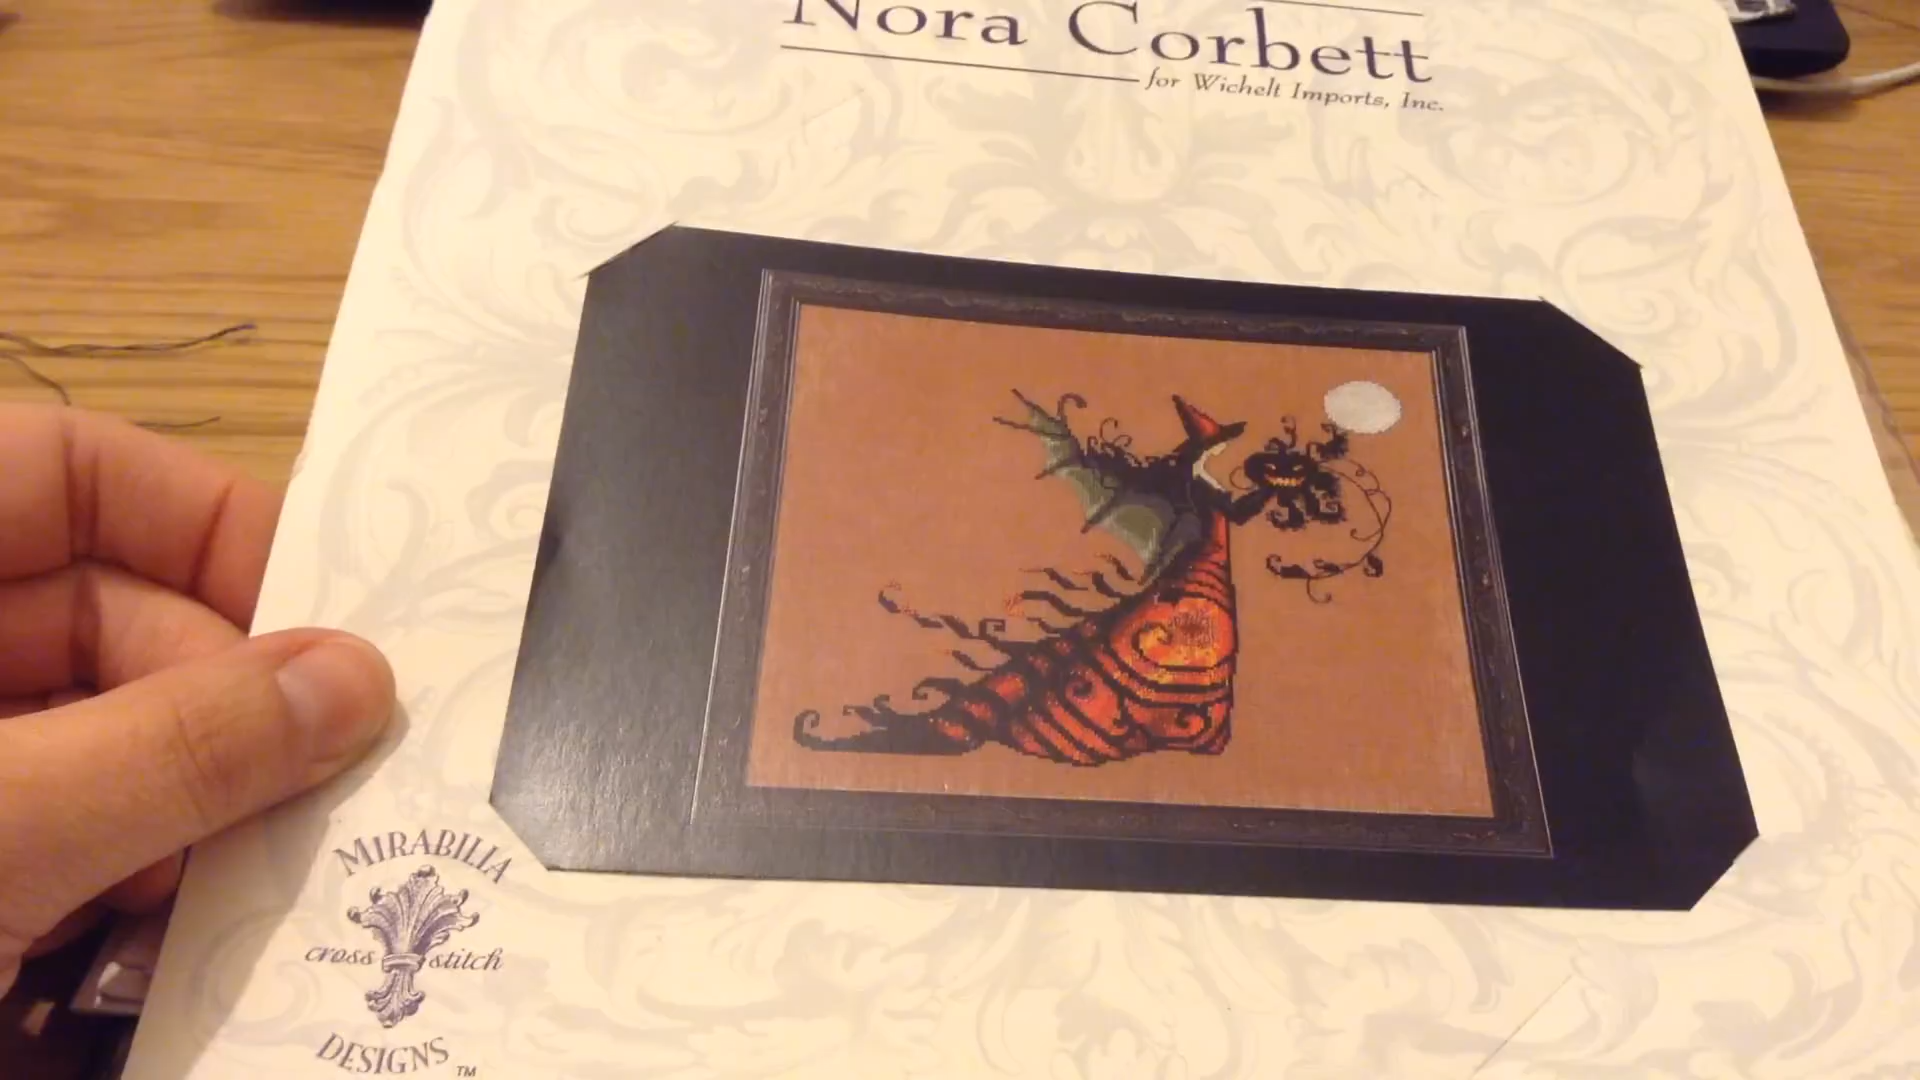 Nora Corbett
for Wichelt Imports, Inc.
MIRABILIA
cross stitch
DESIGNS
TM